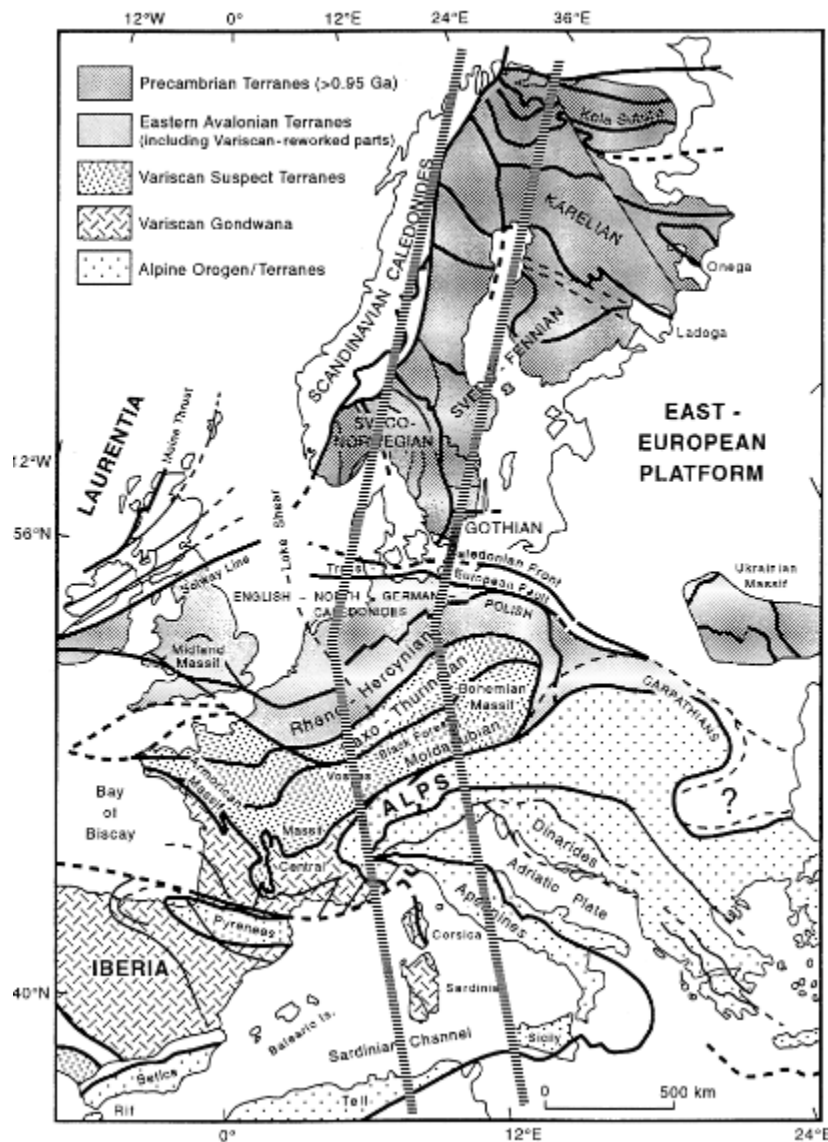 12°W 0° 12°E 24°E 36°E
Precambrian Terranes (>0.95 Ga)
Eastern Avalonian Terranes
(including Variscan-reworked parts)
Variscan Suspect Terranes
Variscan Gondwana
Alpine Orogen/Terranes
Kola
KARELIAN
Onega
Ladoga
SCANDINAVIAN CALEDONIDES
FENNIAN
SVECO-
NORWEGIAN
EAST -
EUROPEAN
PLATFORM
LAURENTIA
Moine Thrust
12°W
56°N
Solway Line
Loke Shear
GOTHIAN
Trans
Caledonian Front
European Fault
ENGLISH - NORTH - GERMAN -
CALEDONIDES
POLISH
Ukrainian
Massif
Midland
Massif
Rheno - Hercynian
Saxo - Thuringian
Bohemian
Massif
Black Forest
Moldanubian
Vosges
CARPATHIANS
?
Armorican
Massif
Bay
of
Biscay
ALPS
Massif
Central
Dinarides
Adriatic Plate
Apennines
Pyrenees
IBERIA
Corsica
Sardinia
40°N
Balearic Is.
Sardinian Channel
Sicily
Betics
Rif
Tell
0 500 km
0° 12°E 24°E